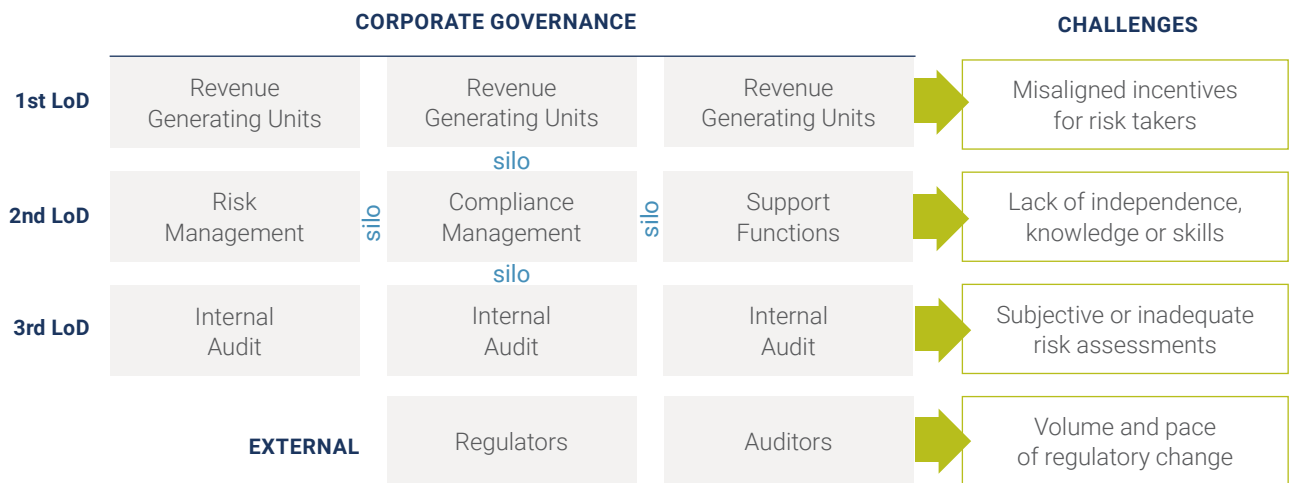 CORPORATE GOVERNANCE
CHALLENGES
1st LoD
Revenue
Generating Units
Revenue
Generating Units
Revenue
Generating Units
Misaligned incentives
for risk takers
silo
2nd LoD
Risk
Management
silo
Compliance
Management
silo
Support
Functions
Lack of independence,
knowledge or skills
silo
3rd LoD
Internal
Audit
Internal
Audit
Internal
Audit
Subjective or inadequate
risk assessments
EXTERNAL
Regulators
Auditors
Volume and pace
of regulatory change